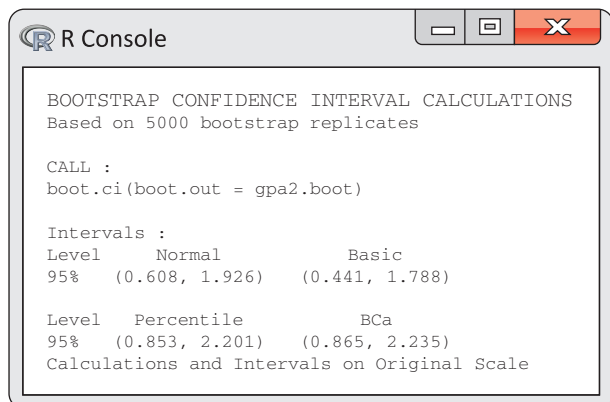 R R Console
BOOTSTRAP CONFIDENCE INTERVAL CALCULATIONS
Based on 5000 bootstrap replicates
CALL :
boot.ci(boot.out = gpa2.boot)
Intervals :
Level Normal Basic
95% (0.608, 1.926) (0.441, 1.788)
Level Percentile BCa
95% (0.853, 2.201) (0.865, 2.235)
Calculations and Intervals on Original Scale